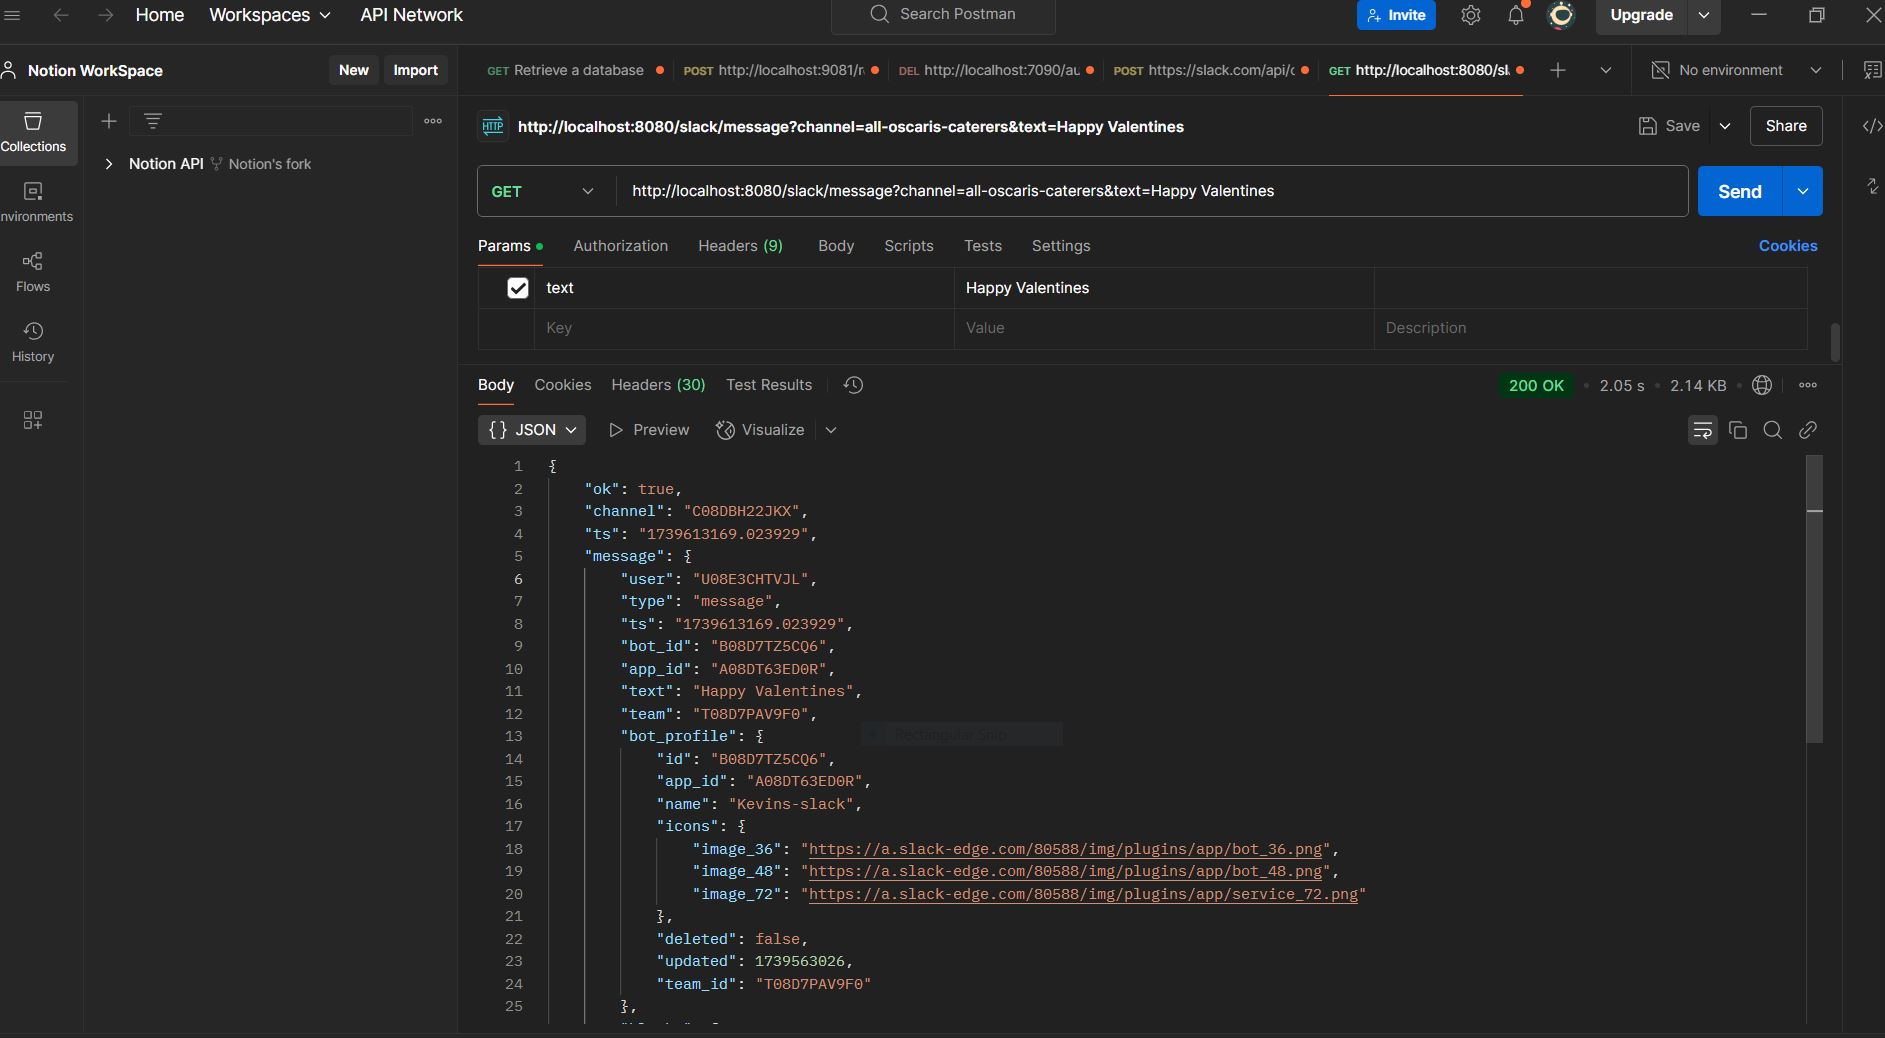 Home Workspaces API Network Search Postman Invite Upgrade
Notion WorkSpace New Import GET Retrieve a database POST http://localhost:9081/r DEL http://localhost:7090/au POST https://slack.com/api/c GET http://localhost:8080/sl No environment
Collections
HTTP http://localhost:8080/slack/message?channel=all-oscaris-caterers&text=Happy Valentines Save Share
Notion API Notion's fork
GET http://localhost:8080/slack/message?channel=all-oscaris-caterers&text=Happy Valentines Send
nvironments
Params Authorization Headers (9) Body Scripts Tests Settings Cookies
Flows
text Happy Valentines
Key Value Description
History
Body Cookies Headers (30) Test Results 200 OK 2.05 s 2.14 KB
{} JSON Preview Visualize
1 {
2 "ok": true,
3 "channel": "C08DBH22JKX",
4 "ts": "1739613169.023929",
5 "message": {
6 "user": "U08E3CHTVJL",
7 "type": "message",
8 "ts": "1739613169.023929",
9 "bot_id": "B08D7TZ5CQ6",
10 "app_id": "A08DT63ED0R",
11 "text": "Happy Valentines",
12 "team": "T08D7PAV9F0",
Rectangular Snip
13 "bot_profile": {
14 "id": "B08D7TZ5CQ6",
15 "app_id": "A08DT63ED0R",
16 "name": "Kevins-slack",
17 "icons": {
18 "image_36": "https://a.slack-edge.com/80588/img/plugins/app/bot_36.png",
19 "image_48": "https://a.slack-edge.com/80588/img/plugins/app/bot_48.png",
20 "image_72": "https://a.slack-edge.com/80588/img/plugins/app/service_72.png"
21 },
22 "deleted": false,
23 "updated": 1739563026,
24 "team_id": "T08D7PAV9F0"
25 },